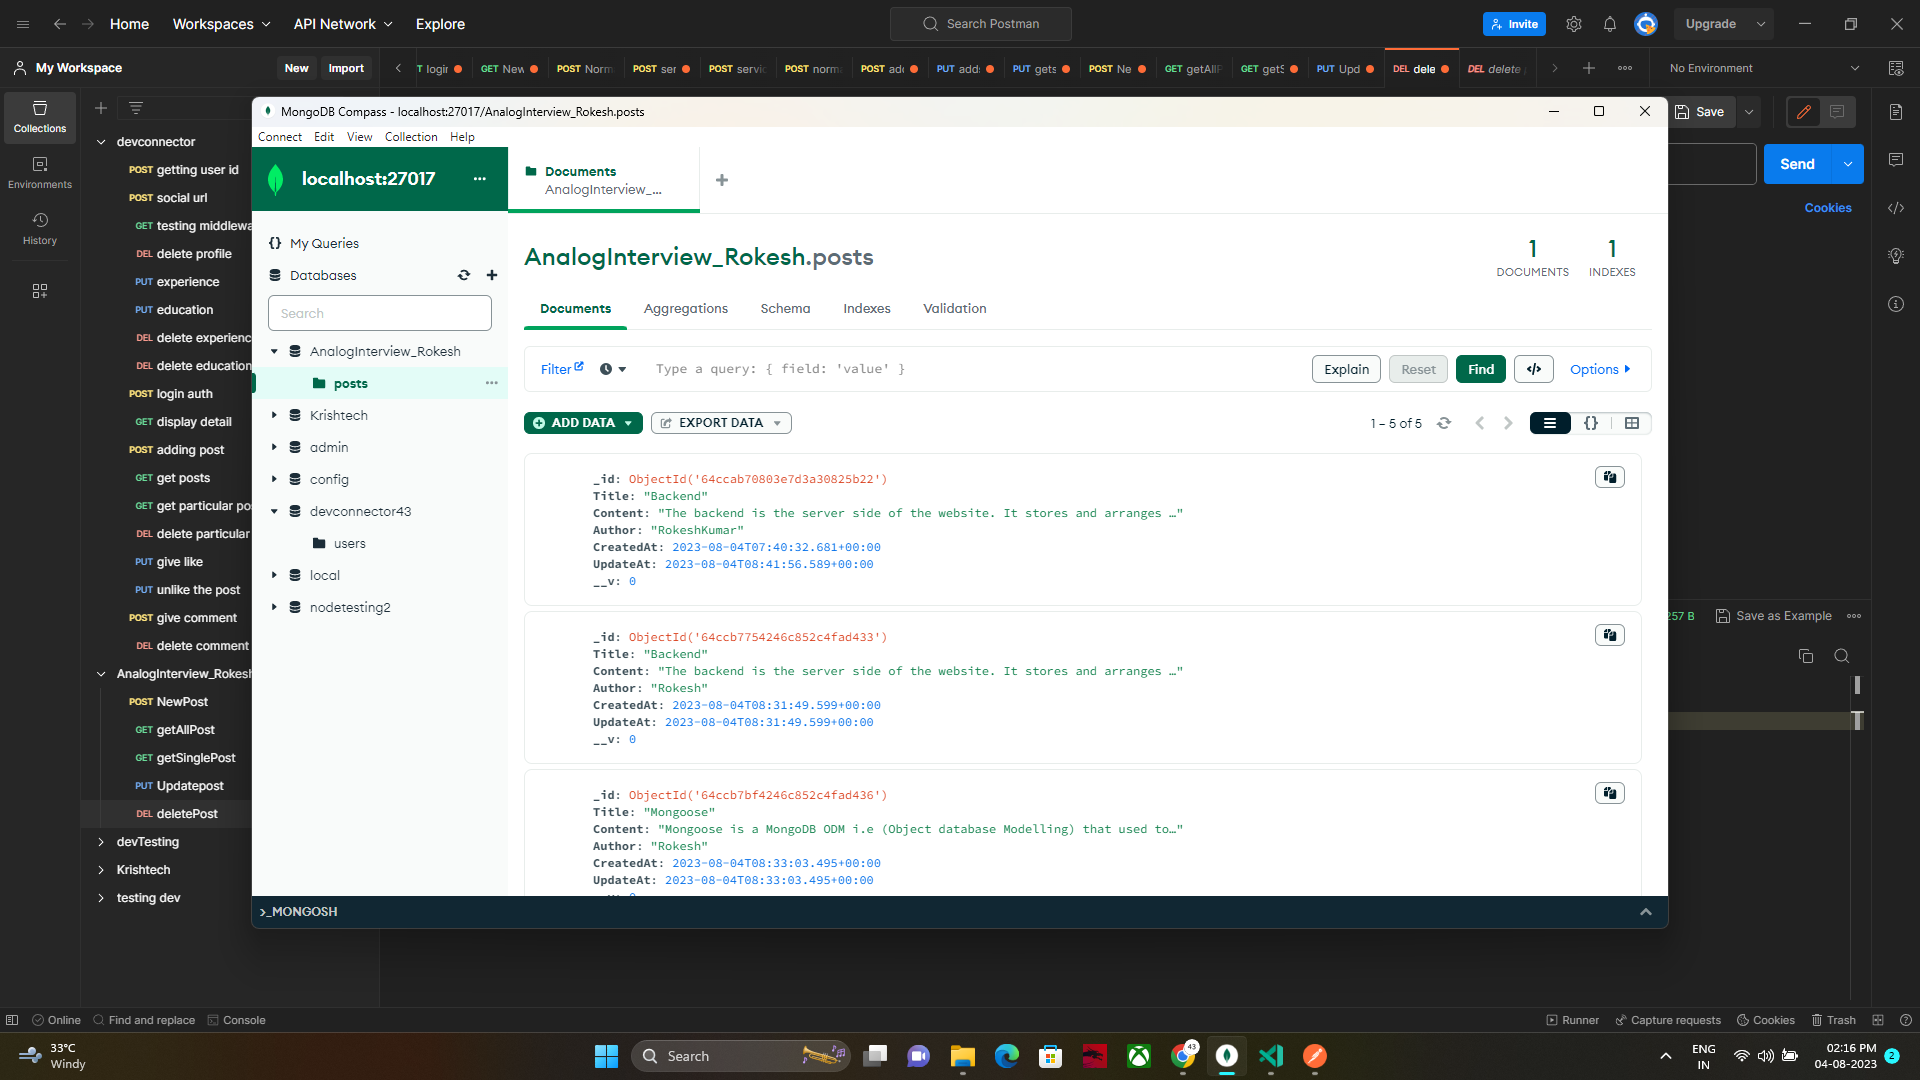 Home
Workspaces
API Network
Explore
Search Postman
Invite
Upgrade
My Workspace
New
Import
T login
GET New
POST Norm
POST ser
POST servic
POST norma
POST add
PUT add
PUT gets
POST Ne
GET getAllP
GET getS
PUT Upd
DEL dele
DEL delete
No Environment
Collections
Environments
History
devconnector
POST getting user id
POST social url
GET testing middlewa
DEL delete profile
PUT experience
PUT education
DEL delete experienc
DEL delete education
POST login auth
GET display detail
POST adding post
GET get posts
GET get particular po
DEL delete particular
PUT give like
PUT unlike the post
POST give comment
DEL delete comment
AnalogInterview_Rokesh
POST NewPost
GET getAllPost
GET getSinglePost
PUT Updatepost
DEL deletePost
devTesting
Krishtech
testing dev
MongoDB Compass - localhost:27017/AnalogInterview_Rokesh.posts
Connect Edit View Collection Help
localhost:27017
Documents
AnalogInterview_...
{} My Queries
Databases
Search
AnalogInterview_Rokesh
posts
Krishtech
admin
config
devconnector43
users
local
nodetesting2
AnalogInterview_Rokesh.posts
1
DOCUMENTS
1
INDEXES
Documents
Aggregations
Schema
Indexes
Validation
Filter
Type a query: { field: 'value' }
Explain
Reset
Find
</>
Options
ADD DATA
EXPORT DATA
1 – 5 of 5
{}
_id: ObjectId('64ccab70803e7d3a30825b22')
Title: "Backend"
Content: "The backend is the server side of the website. It stores and arranges …"
Author: "RokeshKumar"
CreatedAt: 2023-08-04T07:40:32.681+00:00
UpdateAt: 2023-08-04T08:41:56.589+00:00
__v: 0
_id: ObjectId('64ccb7754246c852c4fad433')
Title: "Backend"
Content: "The backend is the server side of the website. It stores and arranges …"
Author: "Rokesh"
CreatedAt: 2023-08-04T08:31:49.599+00:00
UpdateAt: 2023-08-04T08:31:49.599+00:00
__v: 0
_id: ObjectId('64ccb7bf4246c852c4fad436')
Title: "Mongoose"
Content: "Mongoose is a MongoDB ODM i.e (Object database Modelling) that used to…"
Author: "Rokesh"
CreatedAt: 2023-08-04T08:33:03.495+00:00
UpdateAt: 2023-08-04T08:33:03.495+00:00
>_MONGOSH
Save
Send
Cookies
257 B
Save as Example
Online
Find and replace
Console
Runner
Capture requests
Cookies
Trash
33°C
Windy
Search
43
ENG
IN
02:16 PM
04-08-2023
2